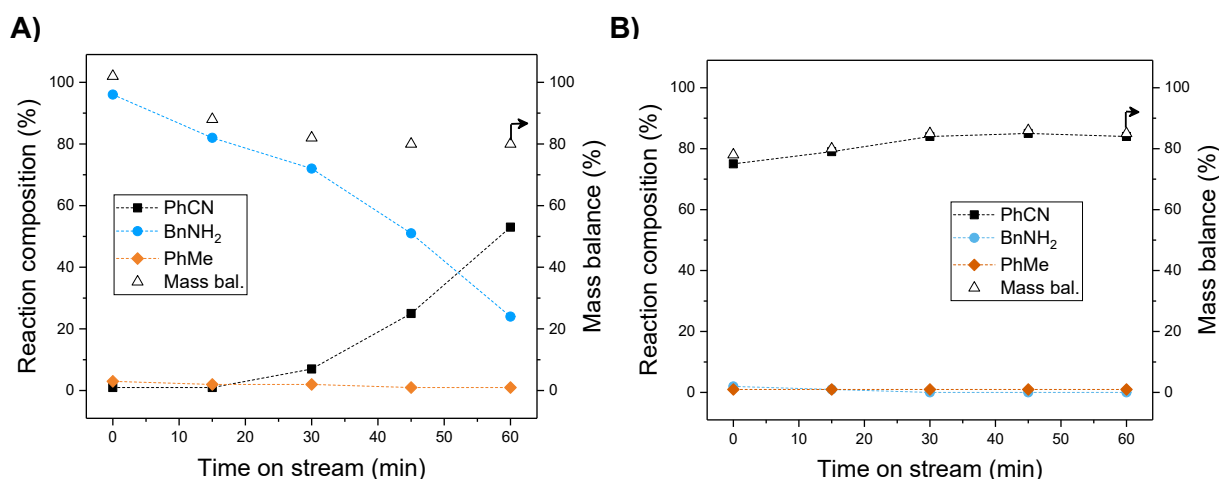 A)
Reaction composition (%)
100
80
60
40
20
0
PhCN
BnNH₂
PhMe
Mass bal.
100
80
60
40
20
0
Mass balance (%)
0 10 20 30 40 50 60
Time on stream (min)
B)
Reaction composition (%)
100
80
60
40
20
0
PhCN
BnNH₂
PhMe
Mass bal.
100
80
60
40
20
0
Mass balance (%)
0 10 20 30 40 50 60
Time on stream (min)